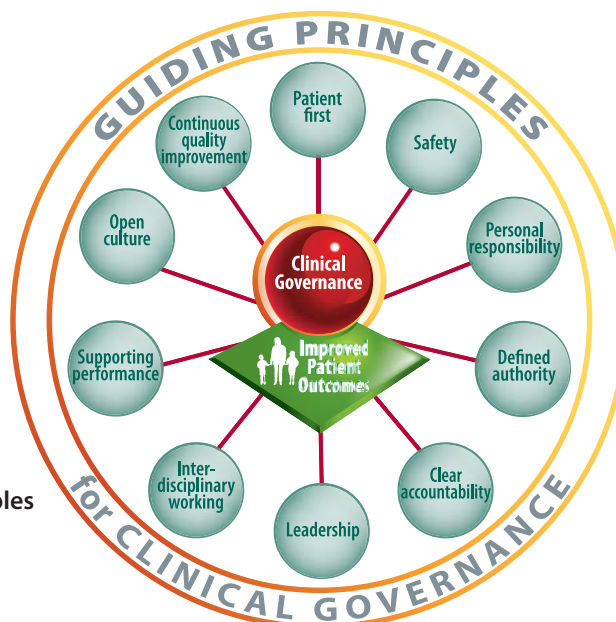 GUIDING PRINCIPLES
Patient
first
Safety
Personal
responsibility
Defined
authority
Clear
accountability
Leadership
Inter-
disciplinary
working
Supporting
performance
Open
culture
Continuous
quality
improvement
Clinical
Governance
Improved
Patient
Outcomes
for CLINICAL GOVERNANCE